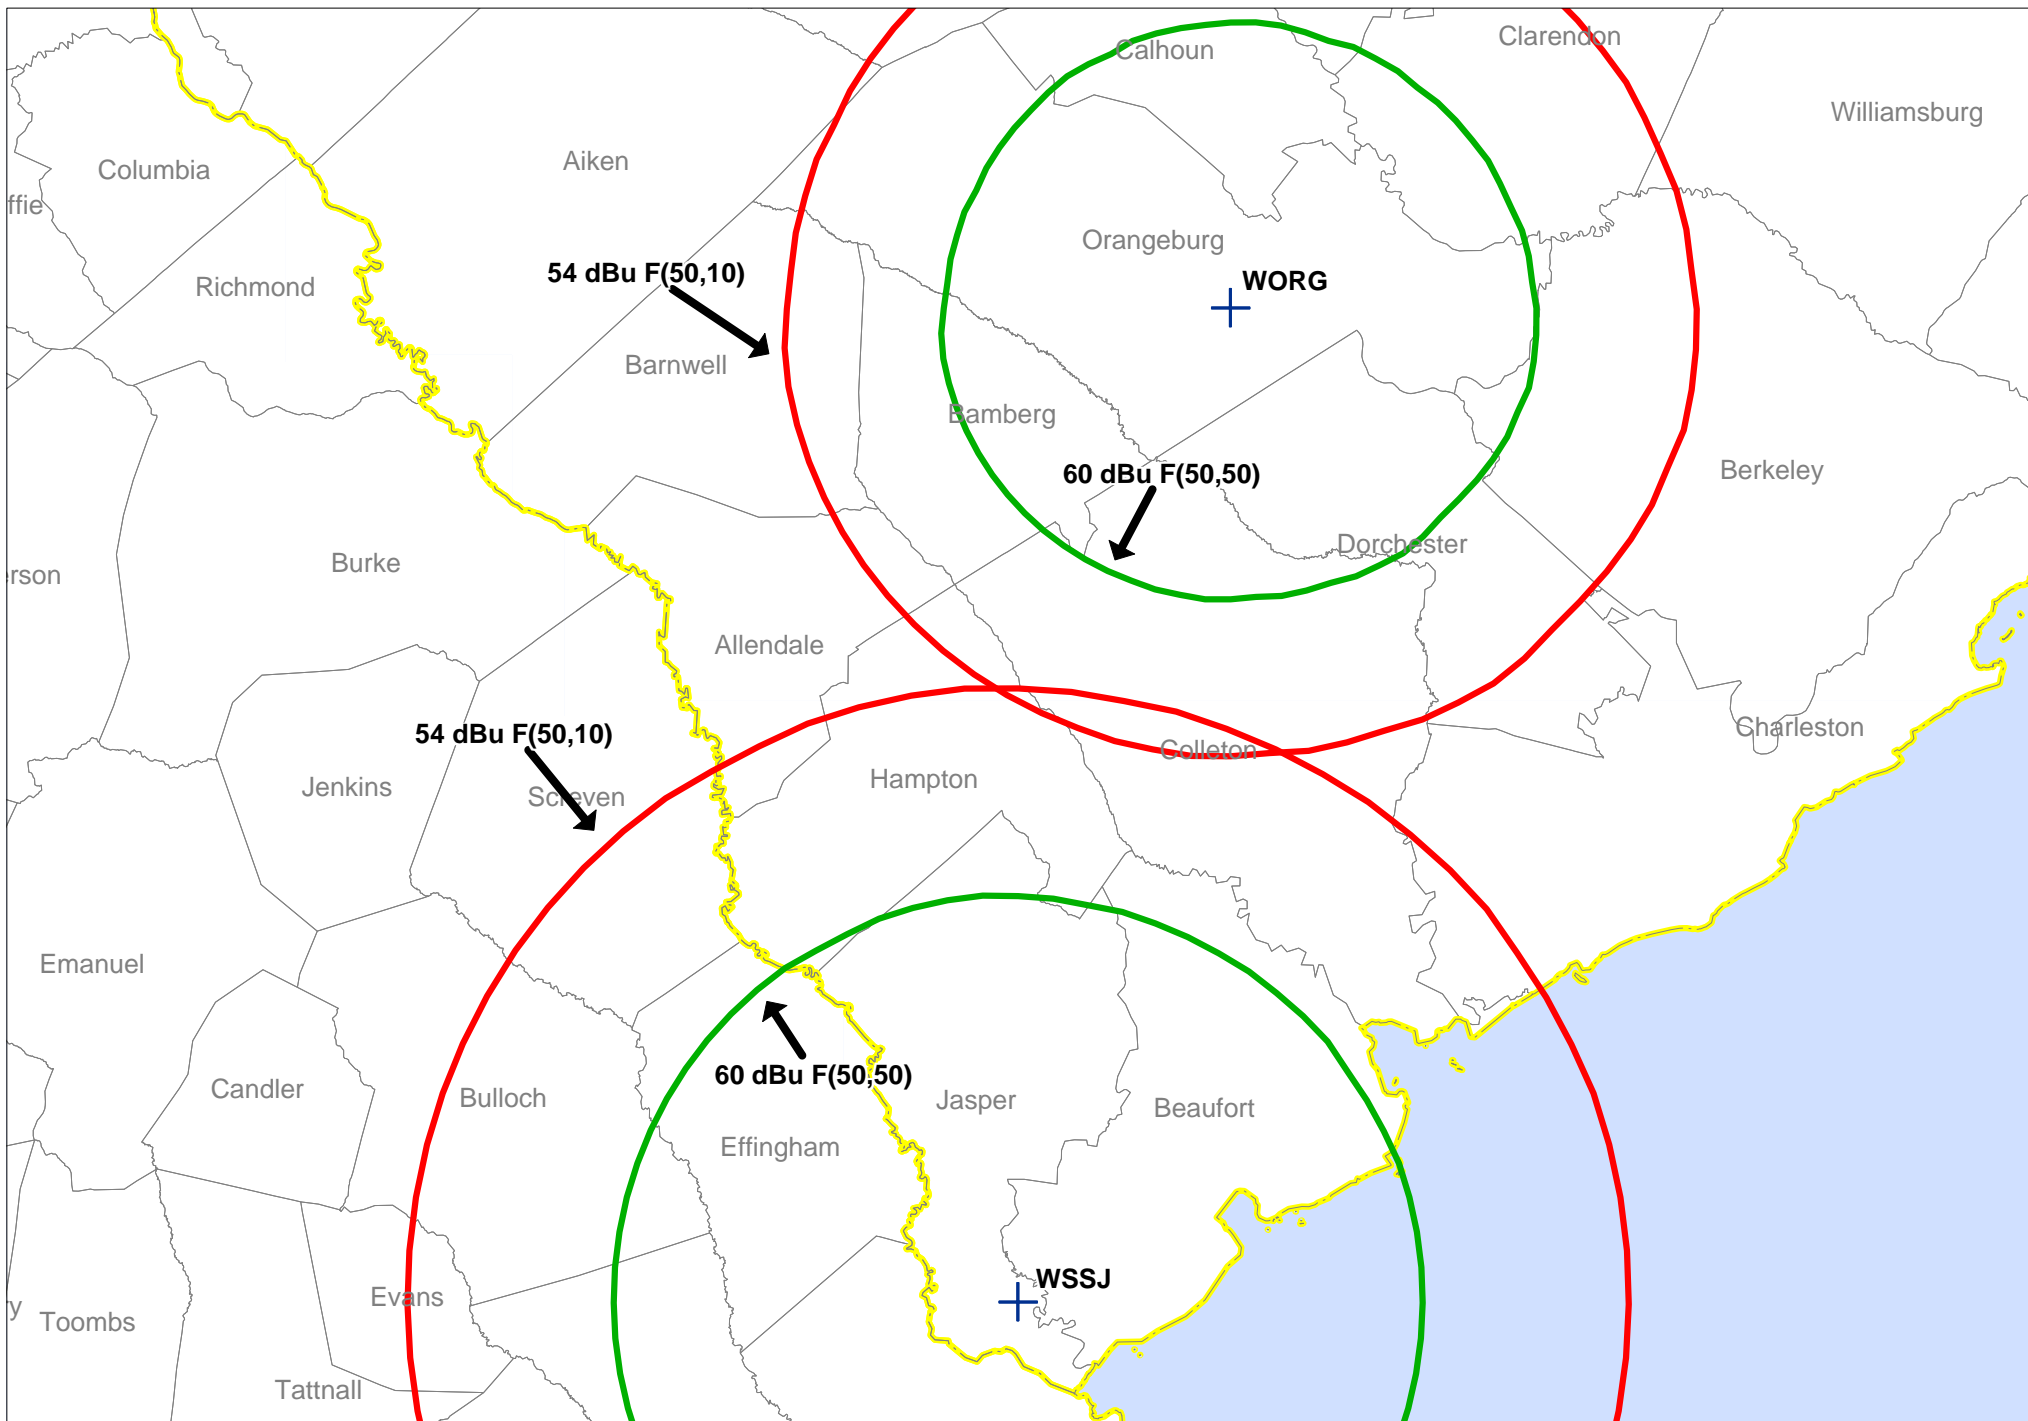 Clarendon
Calhoun
Williamsburg
Aiken
Columbia
ffie
Orangeburg
54 dBu F(50,10)
WORG
Richmond
Barnwell
Bamberg
60 dBu F(50,50)
Berkeley
Dorchester
Burke
erson
Allendale
54 dBu F(50,10)
Charleston
Colleton
Hampton
Jenkins
Screven
Emanuel
60 dBu F(50,50)
Candler
Bulloch
Jasper
Beaufort
Effingham
WSSJ
Evans
y
Toombs
Tattnall